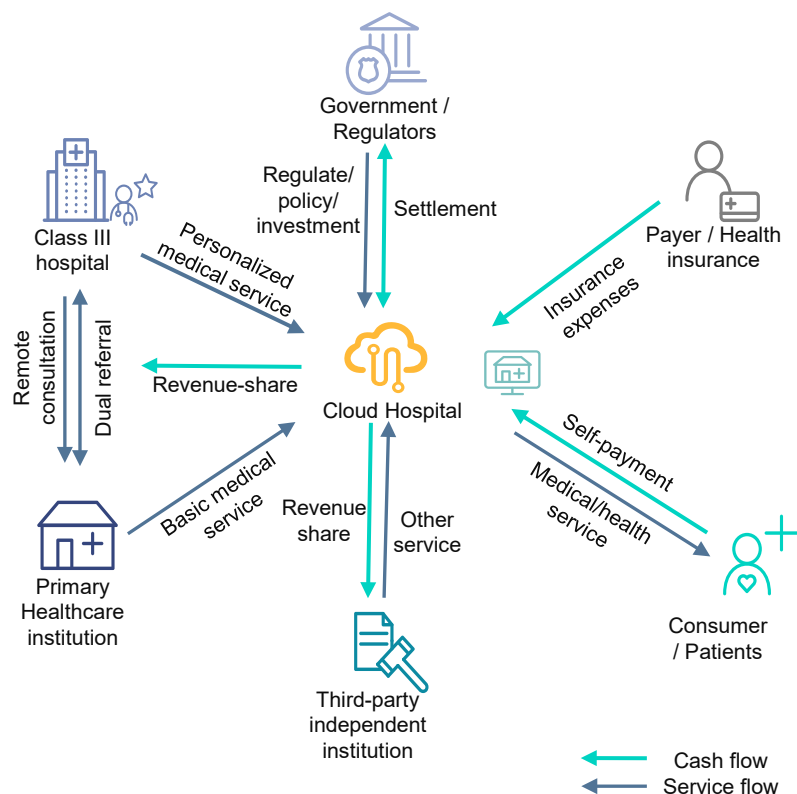 Government /
Regulators
Regulate/
policy/
investment
Settlement
Class III
hospital
Personalized
medical service
Payer / Health
insurance
Insurance
expenses
Remote
consultation
Dual referral
Revenue-share
Cloud Hospital
Basic medical
service
Revenue
share
Other
service
Self-payment
Medical/health
service
Primary
Healthcare
institution
Consumer
/ Patients
Third-party
independent
institution
Cash flow
Service flow